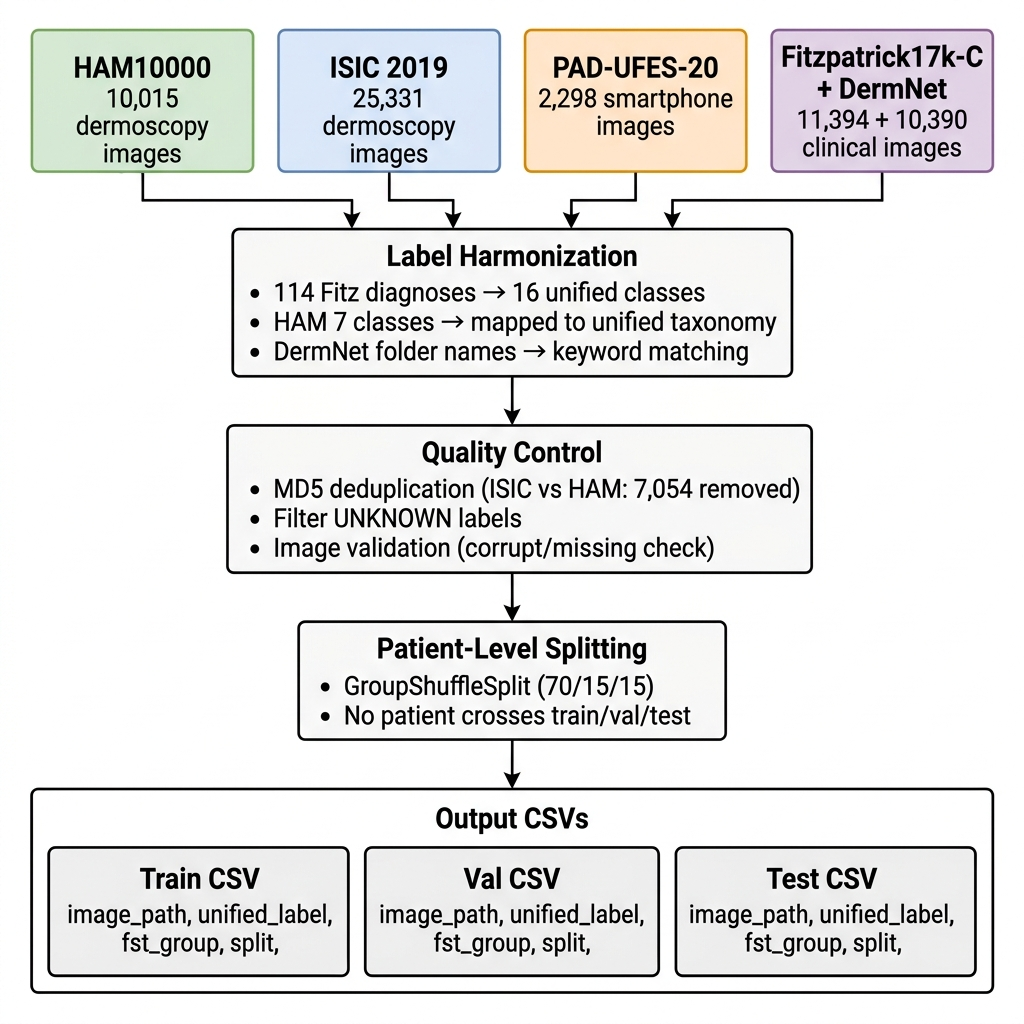 HAM10000
10,015
dermoscopy
images
ISIC 2019
25,331
dermoscopy
images
PAD-UFES-20
2,298 smartphone
images
Fitzpatrick17k-C
+ DermNet
11,394 + 10,390
clinical images
Label Harmonization
• 114 Fitz diagnoses → 16 unified classes
• HAM 7 classes → mapped to unified taxonomy
• DermNet folder names → keyword matching
Quality Control
• MD5 deduplication (ISIC vs HAM: 7,054 removed)
• Filter UNKNOWN labels
• Image validation (corrupt/missing check)
Patient-Level Splitting
• GroupShuffleSplit (70/15/15)
• No patient crosses train/val/test
Output CSVs
Train CSV
image_path, unified_label,
fst_group, split,
Val CSV
image_path, unified_label,
fst_group, split,
Test CSV
image_path, unified_label,
fst_group, split,